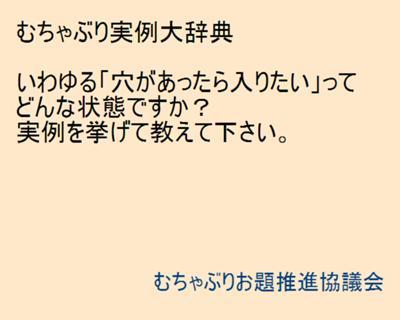 むちゃぶり実例大辞典
いわゆる「穴があったら入りたい」って
どんな状態ですか？
実例を挙げて教えて下さい。
むちゃぶりお題推進協議会